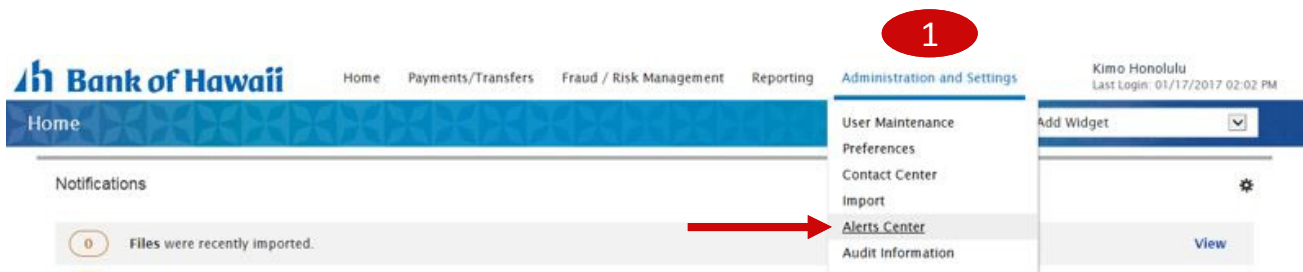 1
Bank of Hawaii Home Payments/Transfers Fraud / Risk Management Reporting Administration and Settings Kimo Honolulu
Last Login: 01/17/2017 02:02 PM
Home User Maintenance Add Widget
Preferences
Notifications Contact Center
Import
0 Files were recently imported. Alerts Center View
Audit Information